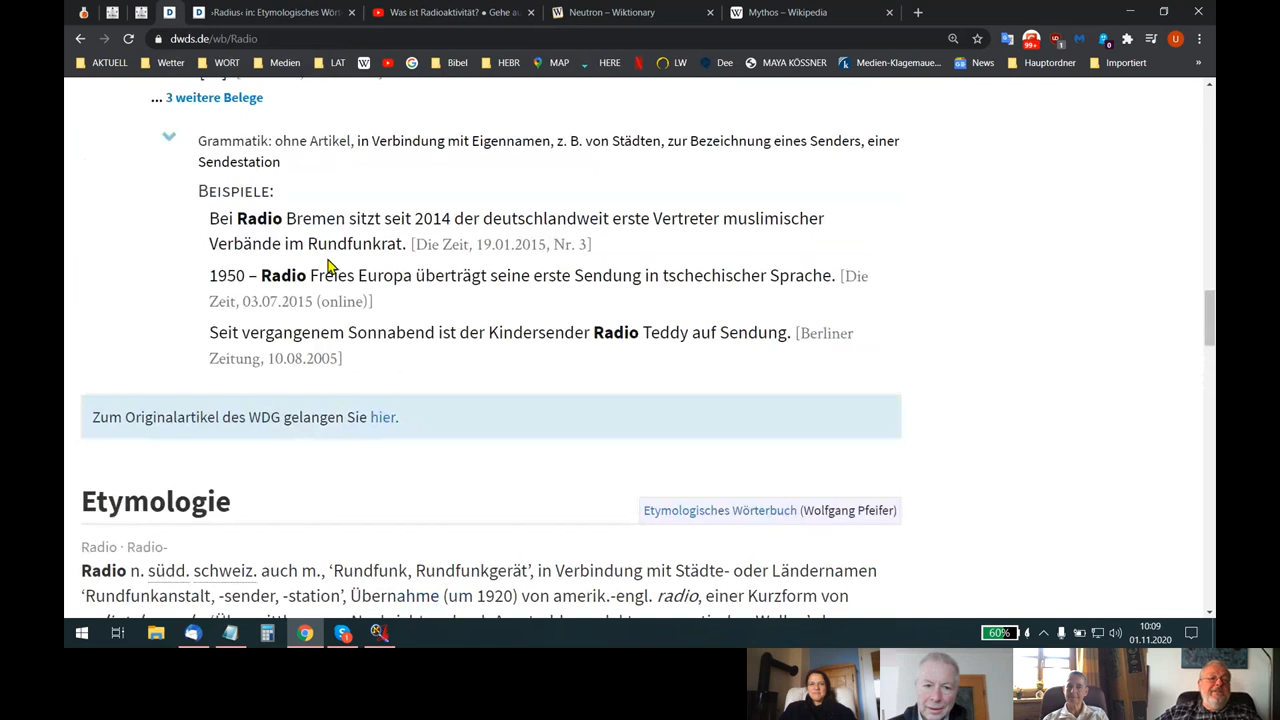 ›Radius‹ in: Etymologisches Wört
Was ist Radioaktivität? • Gehe au
Neutron – Wiktionary
Mythos – Wikipedia
dwds.de/wb/Radio
AKTUELL
Wetter
WORT
Medien
LAT
Bibel
HEBR
MAP
HERE
LW
Dee
MAYA KÖSSNER
Medien-Klagemaue...
News
Hauptordner
Importiert
»
... 3 weitere Belege
Grammatik: ohne Artikel, in Verbindung mit Eigennamen, z. B. von Städten, zur Bezeichnung eines Senders, einer
Sendestation
BEISPIELE:
Bei Radio Bremen sitzt seit 2014 der deutschlandweit erste Vertreter muslimischer
Verbände im Rundfunkrat. [Die Zeit, 19.01.2015, Nr. 3]
1950 – Radio Freies Europa überträgt seine erste Sendung in tschechischer Sprache. [Die
Zeit, 03.07.2015 (online)]
Seit vergangenem Sonnabend ist der Kindersender Radio Teddy auf Sendung. [Berliner
Zeitung, 10.08.2005]
Zum Originalartikel des WDG gelangen Sie hier.
Etymologie
Etymologisches Wörterbuch (Wolfgang Pfeifer)
Radio · Radio-
Radio n. südd. schweiz. auch m., ‘Rundfunk, Rundfunkgerät’, in Verbindung mit Städte- oder Ländernamen
‘Rundfunkanstalt, -sender, -station’, Übernahme (um 1920) von amerik.-engl. radio, einer Kurzform von
60%
10:09
01.11.2020